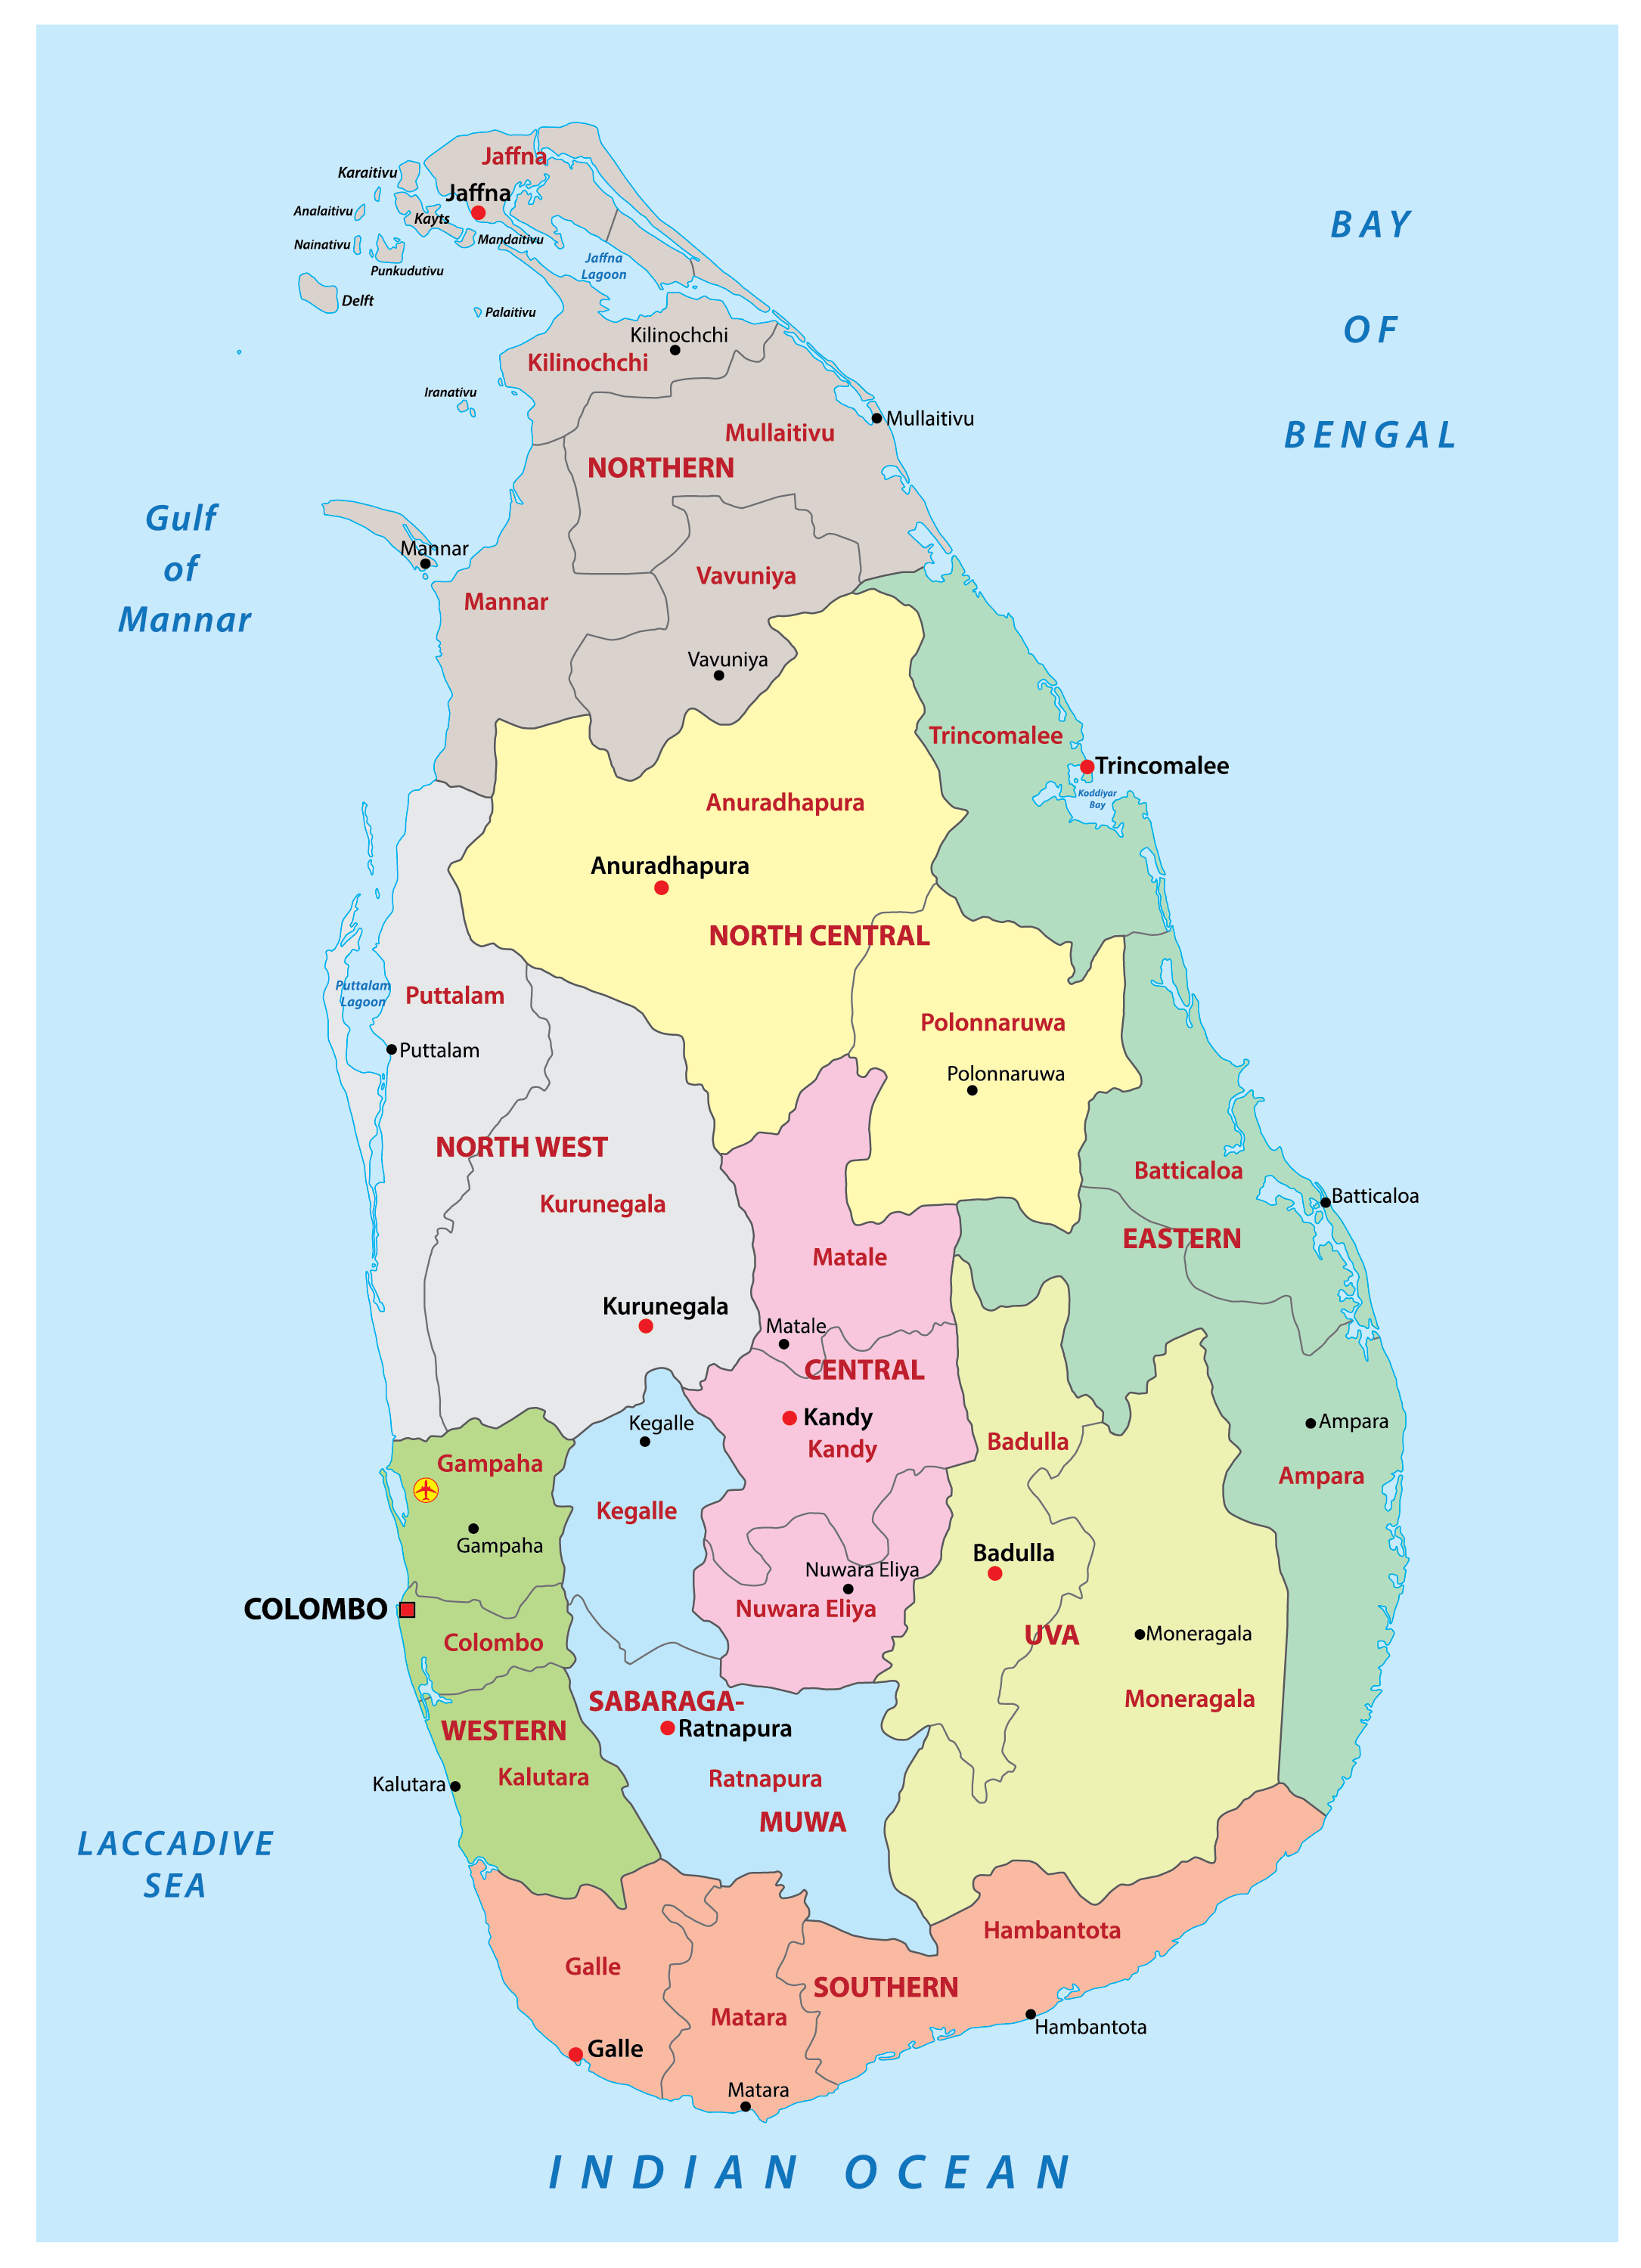 Jaffna
Karaitivu
Jaffna
Analaitivu
Kayts
Mandaitivu
Nainativu
Punkudutivu
Jaffna
Lagoon
Delft
Palaitivu
Kilinochchi
Kilinochchi
Iranativu
Mullaitivu
Mullaitivu
NORTHERN
BAY
OF
BENGAL
Gulf
of
Mannar
Mannar
Mannar
Vavuniya
Vavuniya
Trincomalee
Trincomalee
Koddiyar
Bay
Anuradhapura
Anuradhapura
NORTH CENTRAL
Puttalam
Lagoon
Puttalam
Puttalam
Polonnaruwa
Polonnaruwa
NORTH WEST
Kurunegala
Batticaloa
Batticaloa
EASTERN
Matale
Kurunegala
Matale
CENTRAL
Kandy
Kandy
Kegalle
Kegalle
Badulla
Ampara
Ampara
Gampaha
Gampaha
Badulla
Nuwara Eliya
Nuwara Eliya
COLOMBO
Colombo
UVA
Moneragala
Moneragala
SABARAGA-
Ratnapura
Ratnapura
MUWA
WESTERN
Kalutara
Kalutara
LACCADIVE
SEA
Hambantota
Galle
SOUTHERN
Matara
Hambantota
Galle
Matara
INDIAN OCEAN